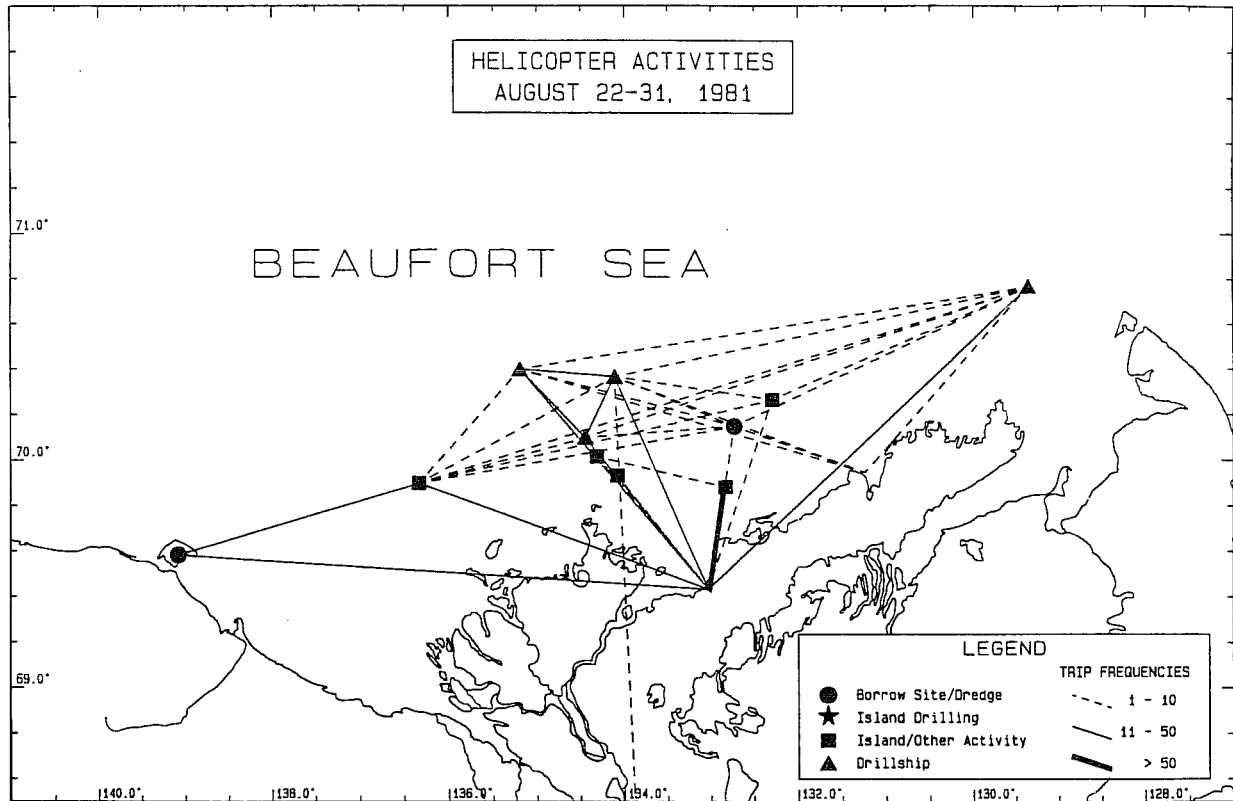 HELICOPTER ACTIVITIES
AUGUST 22-31, 1981
71.0°
BEAUFORT SEA
70.0°
69.0°
LEGEND
TRIP FREQUENCIES
Borrow Site/Dredge
1 - 10
Island Drilling
11 - 50
Island/Other Activity
> 50
Drillship
140.0° 138.0° 136.0° 134.0° 132.0° 130.0° 128.0°